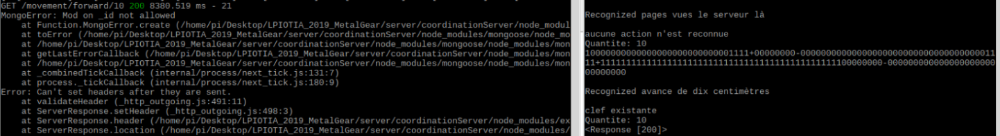 GET /movement/forward/10 200 8380.519 ms - 21
MongoError: Mod on _id not allowed
    at Function.MongoError.create (/home/pi/Desktop/LPIOTIA_2019_MetalGear/server/coordinationServer/node_modul
    at toError (/home/pi/Desktop/LPIOTIA_2019_MetalGear/server/coordinationServer/node_modules/mongoose/node_mo
    at /home/pi/Desktop/LPIOTIA_2019_MetalGear/server/coordinationServer/node_modules/mongoose/node_modules/mon
    at getLastErrorCallback (/home/pi/Desktop/LPIOTIA_2019_MetalGear/server/coordinationServer/node_modules/mon
    at /home/pi/Desktop/LPIOTIA_2019_MetalGear/server/coordinationServer/node_modules/mongoose/node_modules/mon
    at _combinedTickCallback (internal/process/next_tick.js:131:7)
    at process._tickCallback (internal/process/next_tick.js:180:9)
Error: Can't set headers after they are sent.
    at validateHeader (_http_outgoing.js:491:11)
    at ServerResponse.setHeader (_http_outgoing.js:498:3)
    at ServerResponse.header (/home/pi/Desktop/LPIOTIA_2019_MetalGear/server/coordinationServer/node_modules/ex
    at ServerResponse.location (/home/pi/Desktop/LPIOTIA_2019_MetalGear/server/coordinationServer/node_modules/
Recognized pages vues le serveur là
aucune action n'est reconnue
Quantite: 10
Recognized avance de dix centimètres
clef existante
Quantite: 10
<Response [200]>